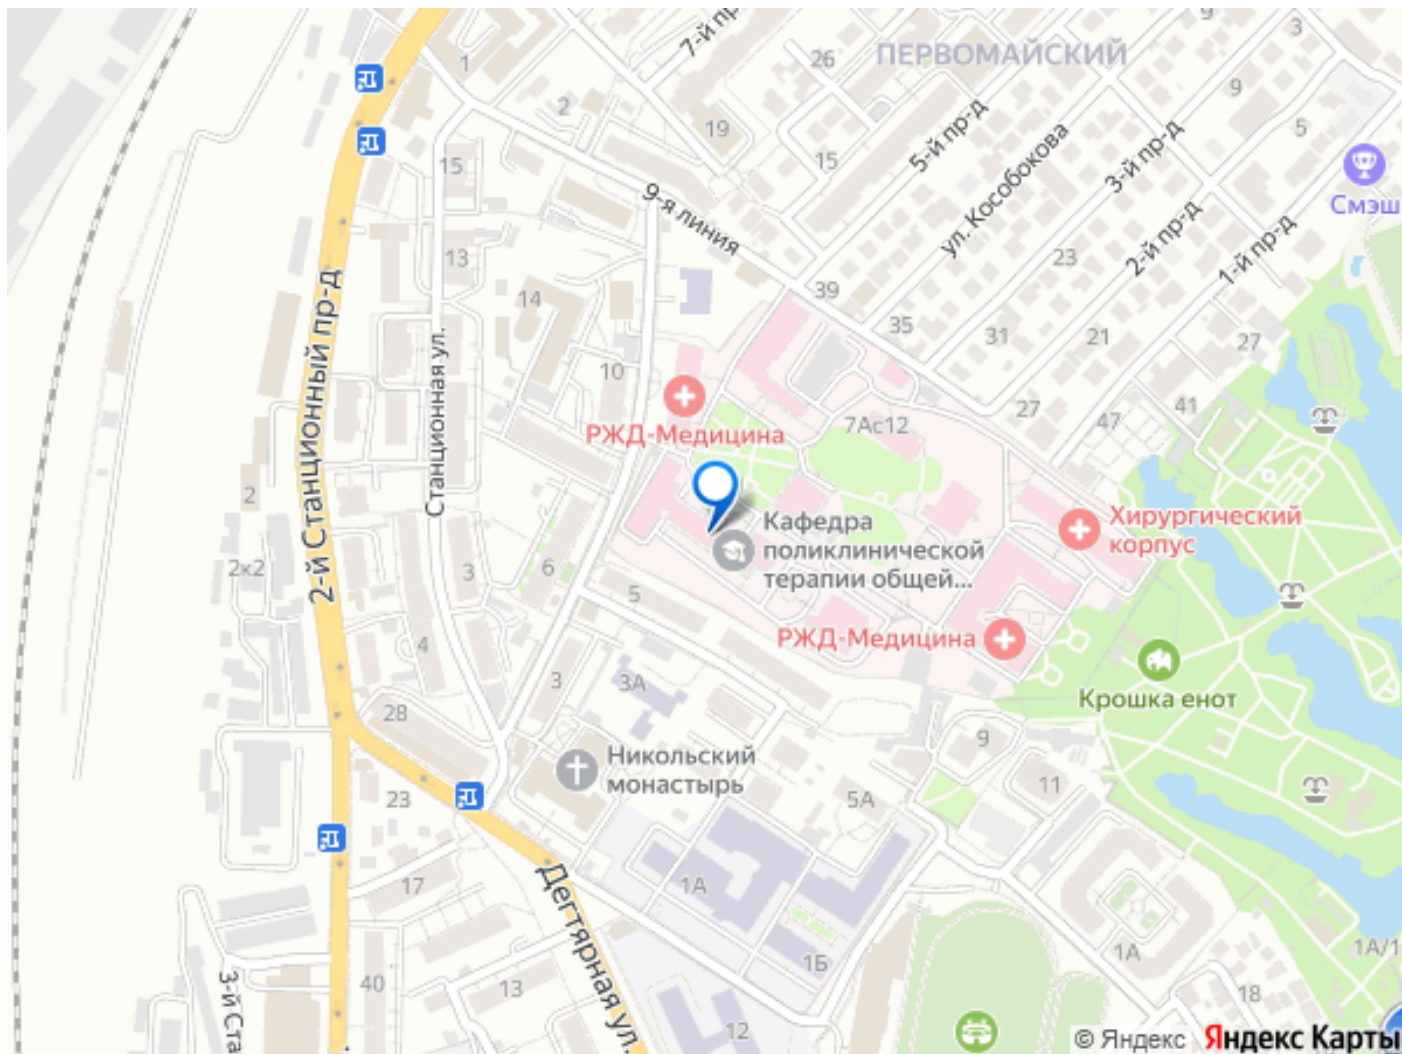 7-й пр-
ПЕРВОМАЙСКИЙ
9
3
1
26
9
2
19
5-й пр-д
5
15
15
ул. Кособокова
3-й пр-д
Смэш
9-я линия
2-й пр-д
1-й пр-д
13
23
14
39
35
31
21
27
2-й Станционный пр-д
Станционная ул.
10
27
47
41
РЖД-Медицина
7Ас12
2
Хирургический
корпус
Кафедра
поликлинической
терапии общей...
2к2
3
6
5
4
РЖД-Медицина
3
3А
Крошка енот
28
Никольский
монастырь
9
11
23
5А
17
1А
Дегтярная ул.
1Б
1А
1А/1
3-й Ста
40
13
12
18
© Яндекс Яндекс Карты